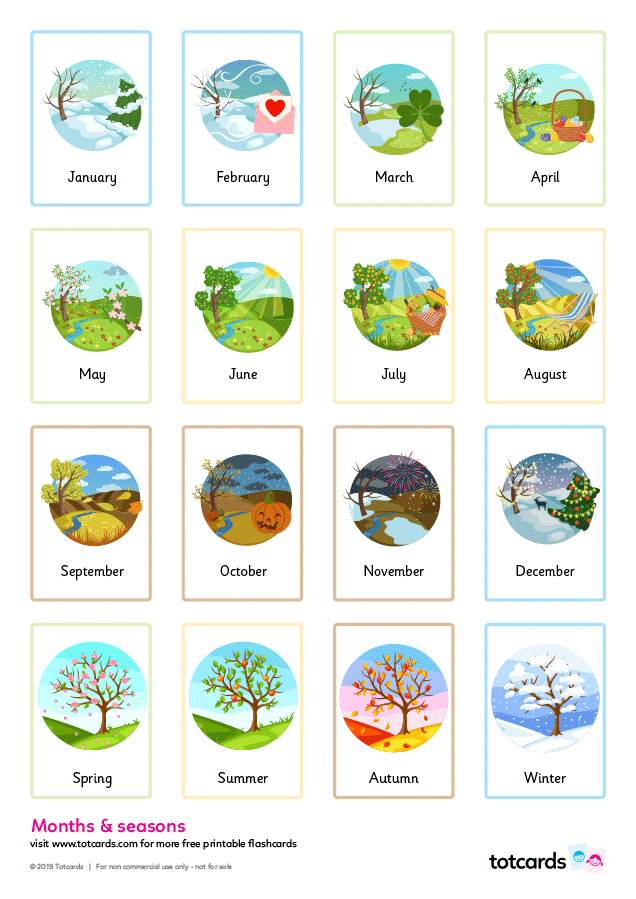 January
February
March
April
May
June
July
August
September
October
November
December
Spring
Summer
Autumn
Winter
Months & seasons
visit www.totcards.com for more free printable flashcards
© 2019 Totcards | For non commercial use only - not for sale
totcards